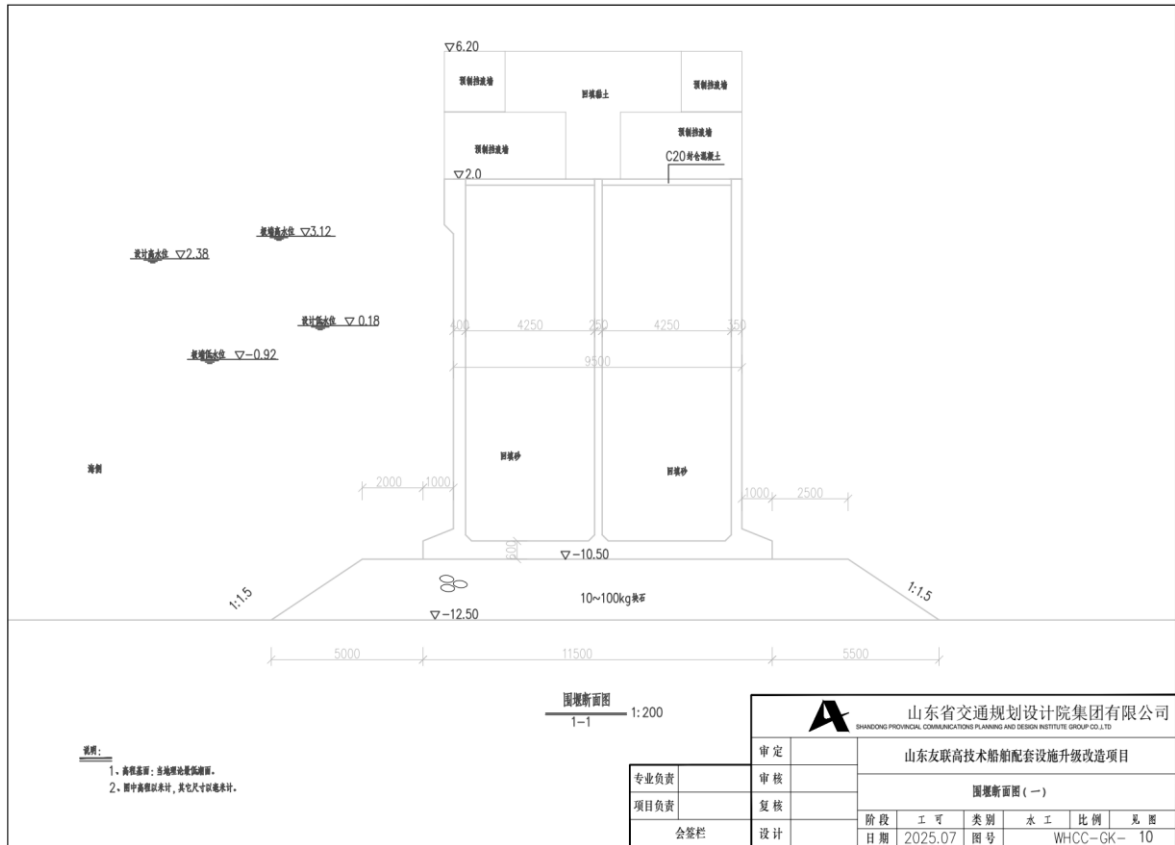 ▽6.20
预制挡浪墙
回填黏土
预制挡浪墙
预制挡浪墙
预制挡浪墙
C20封仓混凝土
▽2.0
极端高水位 ▽3.12
设计高水位 ▽2.38
设计低水位 ▽ 0.18
极端低水位 ▽-0.92
400 4250 250 4250 350
9500
海侧
回填砂
回填砂
2000 1000
1000 2500
600
▽-10.50
1:1.5
10~100kg块石
1:1.5
▽-12.50
5000 11500 5500
围堰断面图
1-1
1:200
说明：
1、高程基面：当地理论最低潮面。
2、图中高程以米计，其它尺寸以毫米计。
山东省交通规划设计院集团有限公司
SHANDONG PROVINCIAL COMMUNICATIONS PLANNING AND DESIGN INSTITUTE GROUP CO.,LTD
审定
山东友联高技术船舶配套设施升级改造项目
专业负责
审核
围堰断面图(一)
项目负责
复核
会签栏
设计
阶段 工可 类别 水工 比例 见图
日期 2025.07 图号 WHCC-GK- 10